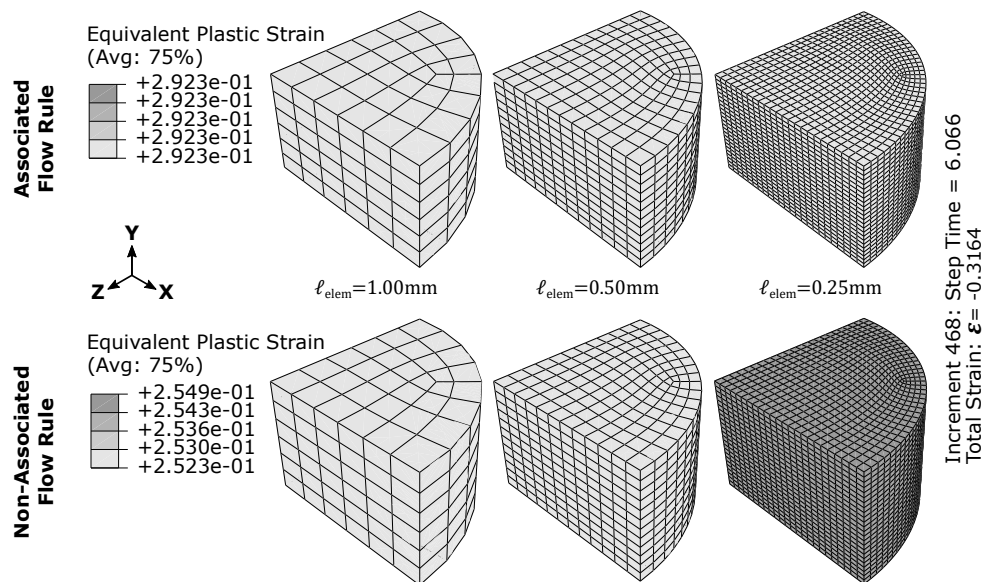 Associated
Flow Rule
Equivalent Plastic Strain
(Avg: 75%)
+2.923e-01
+2.923e-01
+2.923e-01
+2.923e-01
+2.923e-01
Y
Z
X
ℓelem=1.00mm
ℓelem=0.50mm
ℓelem=0.25mm
Non-Associated
Flow Rule
Equivalent Plastic Strain
(Avg: 75%)
+2.549e-01
+2.543e-01
+2.536e-01
+2.530e-01
+2.523e-01
Increment 468: Step Time = 6.066
Total Strain: ε= -0.3164